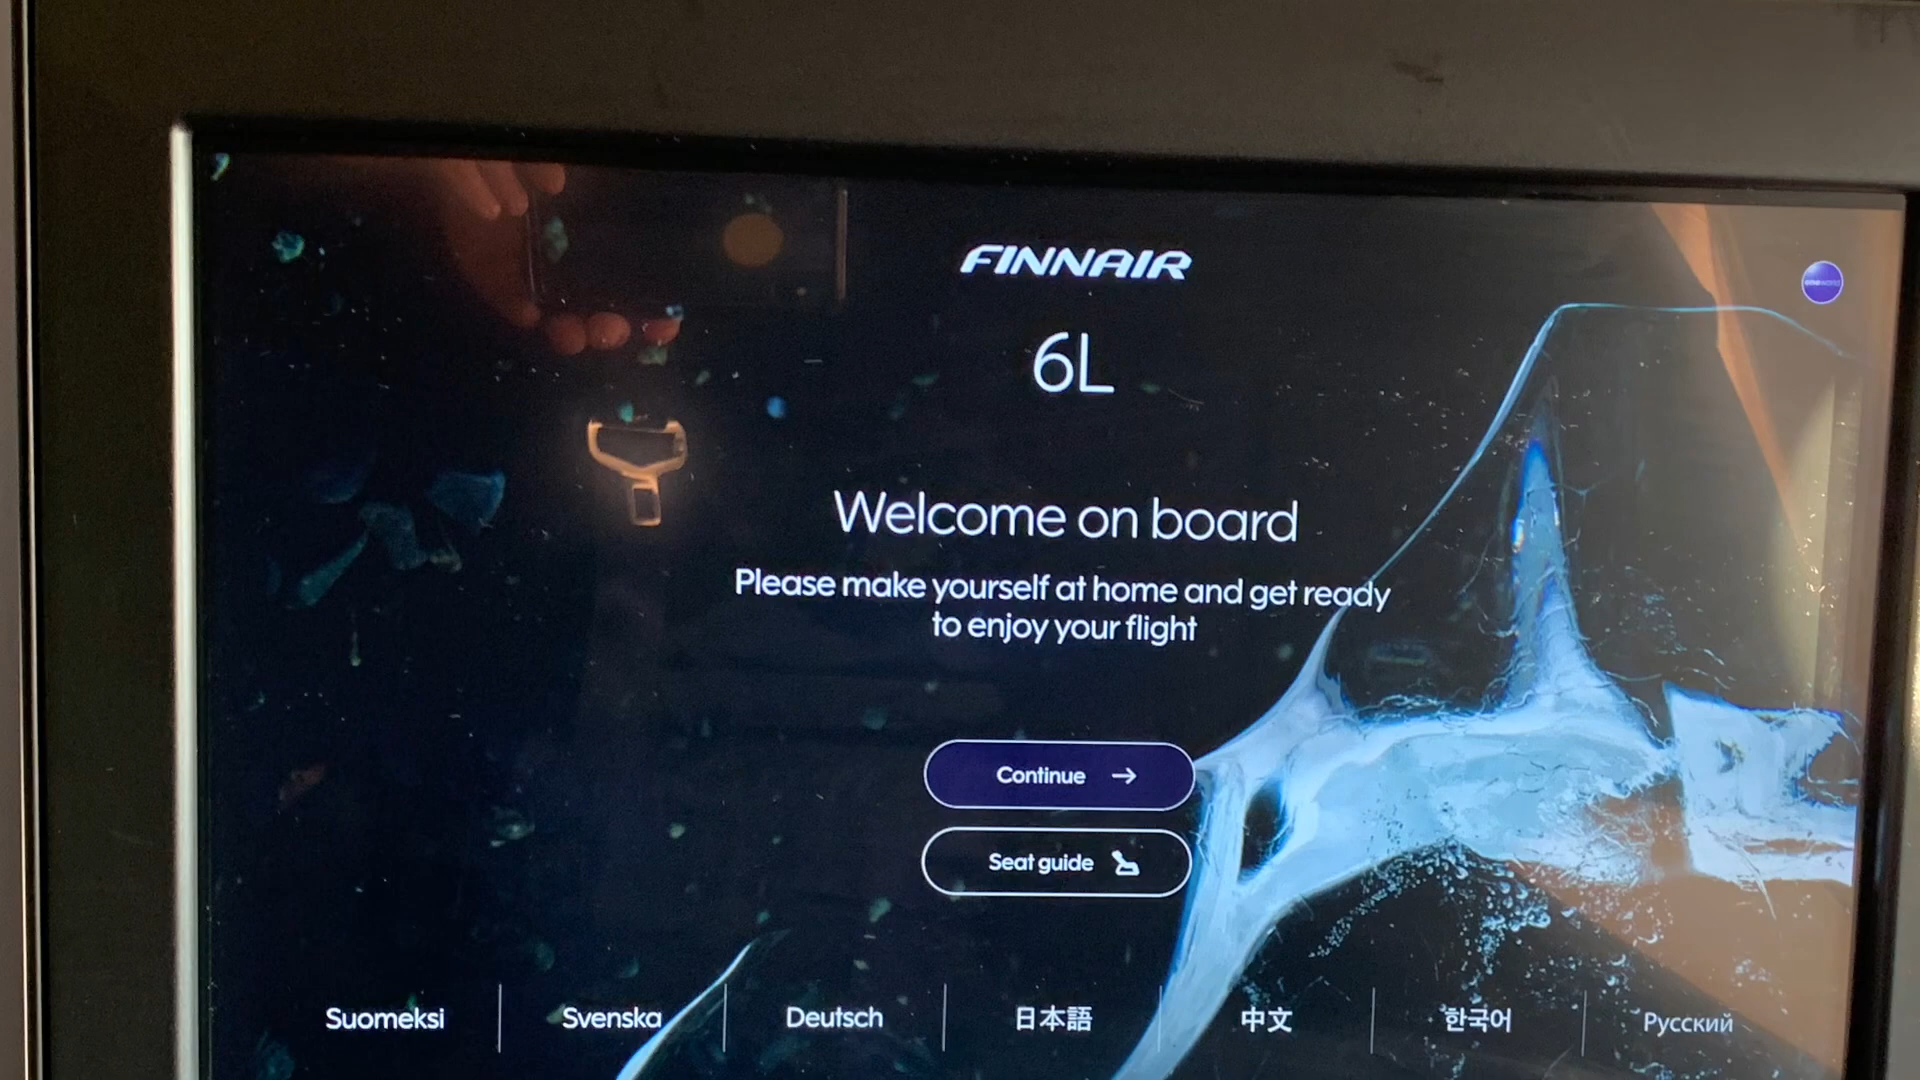 FINNAIR
6L
Welcome on board
Please make yourself at home and get ready
to enjoy your flight
Continue →
Seat guide
Suomeksi
Svenska
Deutsch
日本語
中文
한국어
Русский
oneworld